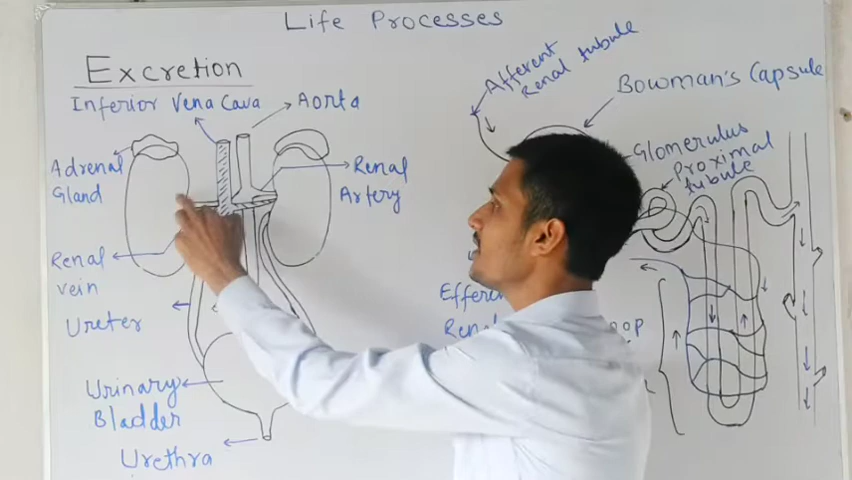 Life Processes
Excretion
Inferior Vena Cava
Aorta
Adrenal
Gland
Renal
Artery
Renal
vein
Ureter
Urinary
Bladder
Urethra
Afferent
Renal tubule
Bowman's Capsule
Glomerulus
Proximal
tubule